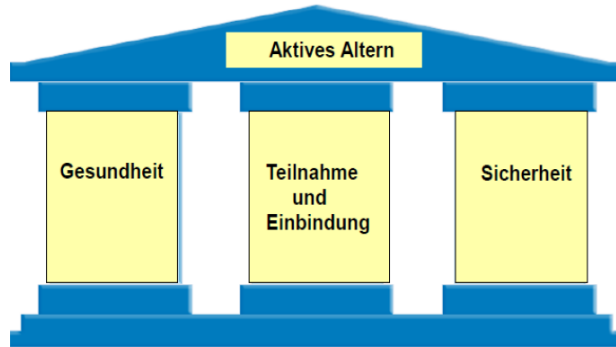 Aktives Altern
Gesundheit
Teilnahme
und
Einbindung
Sicherheit